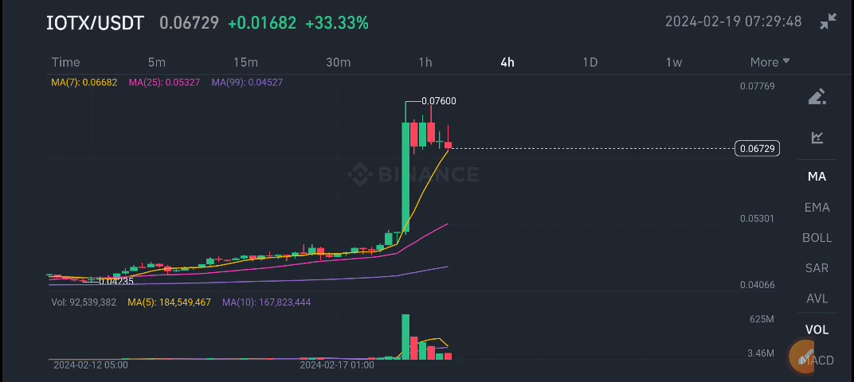 IOTX/USDT 0.06729 +0.01682 +33.33% 2024-02-19 07:29:48
Time 5m 15m 30m 1h 4h 1D 1w More
MA(7): 0.06682 MA(25): 0.05327 MA(99): 0.04527
0.07769
0.07600
0.06729
BINANCE
MA
EMA
0.05301
BOLL
SAR
0.04235
0.04066
AVL
Vol: 92,539,382 MA(5): 184,549,467 MA(10): 167,823,444
625M
VOL
3.46M
MACD
2024-02-12 05:00 2024-02-17 01:00